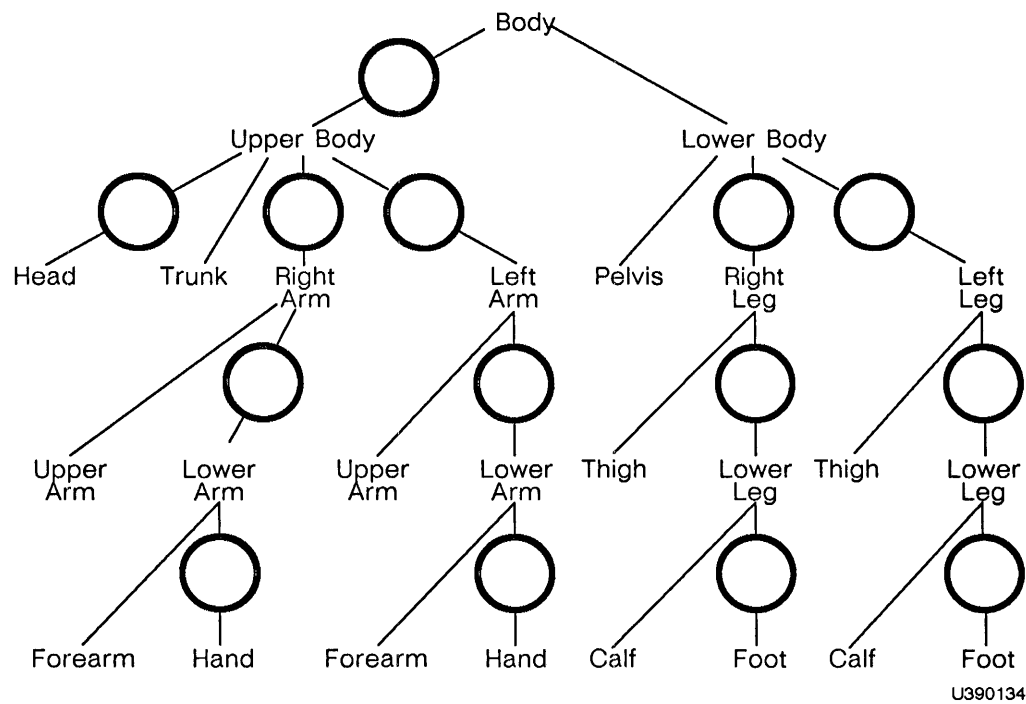 Body
Upper Body
Lower Body
Head
Trunk
Right
Arm
Left
Arm
Pelvis
Right
Leg
Left
Leg
Upper
Arm
Lower
Arm
Upper
Arm
Lower
Arm
Thigh
Lower
Leg
Thigh
Lower
Leg
Forearm
Hand
Forearm
Hand
Calf
Foot
Calf
Foot
U390134